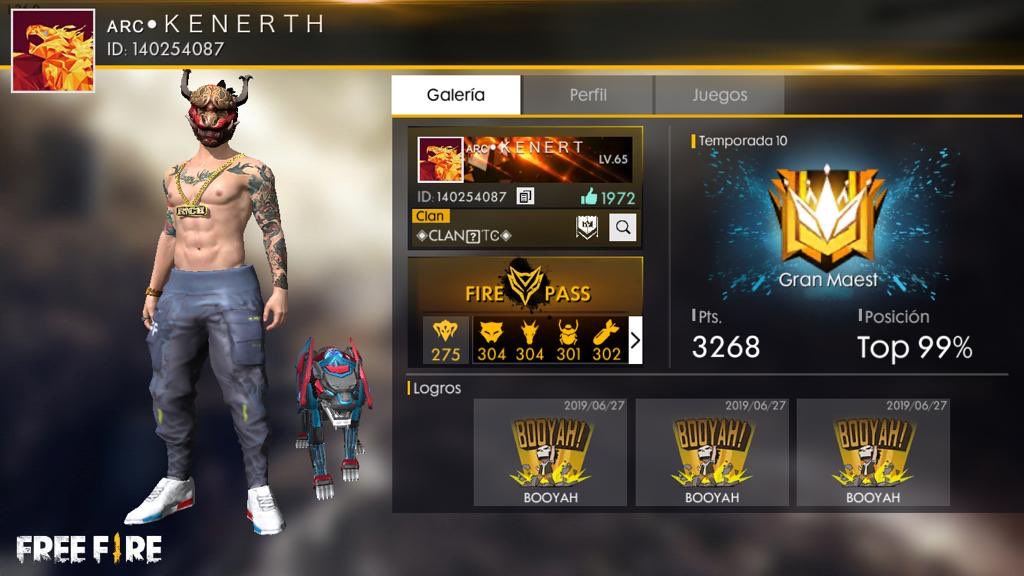 ARC•KENERTH
ID: 140254087
Galería
Perfil
Juegos
ARC•KENERT
LV.65
ID:140254087
1972
Clan
◈CLAN?TC◈
FIRE PASS
275
304
304
301
302
Temporada 10
Gran Maest
Pts.
Posición
3268
Top 99%
Logros
2019/06/27
2019/06/27
2019/06/27
BOOYAH!
BOOYAH!
BOOYAH!
BOOYAH
BOOYAH
BOOYAH
FREE FIRE